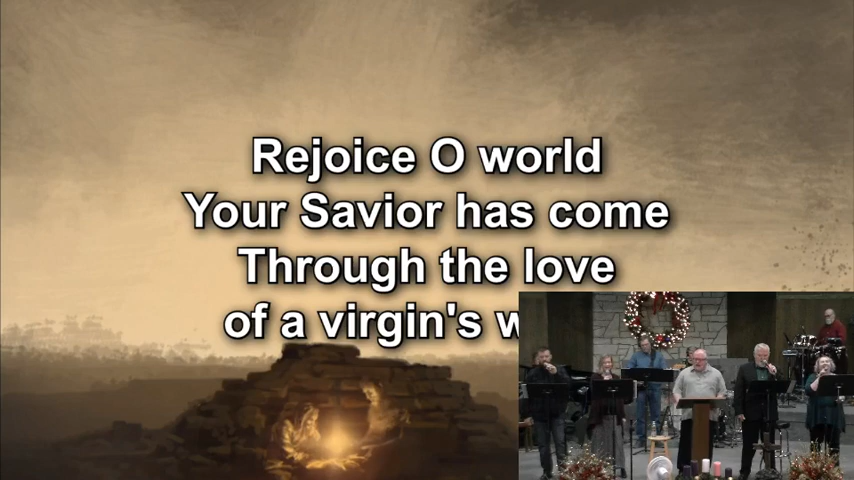 Rejoice O world
Your Savior has come
Through the love
of a virgin's